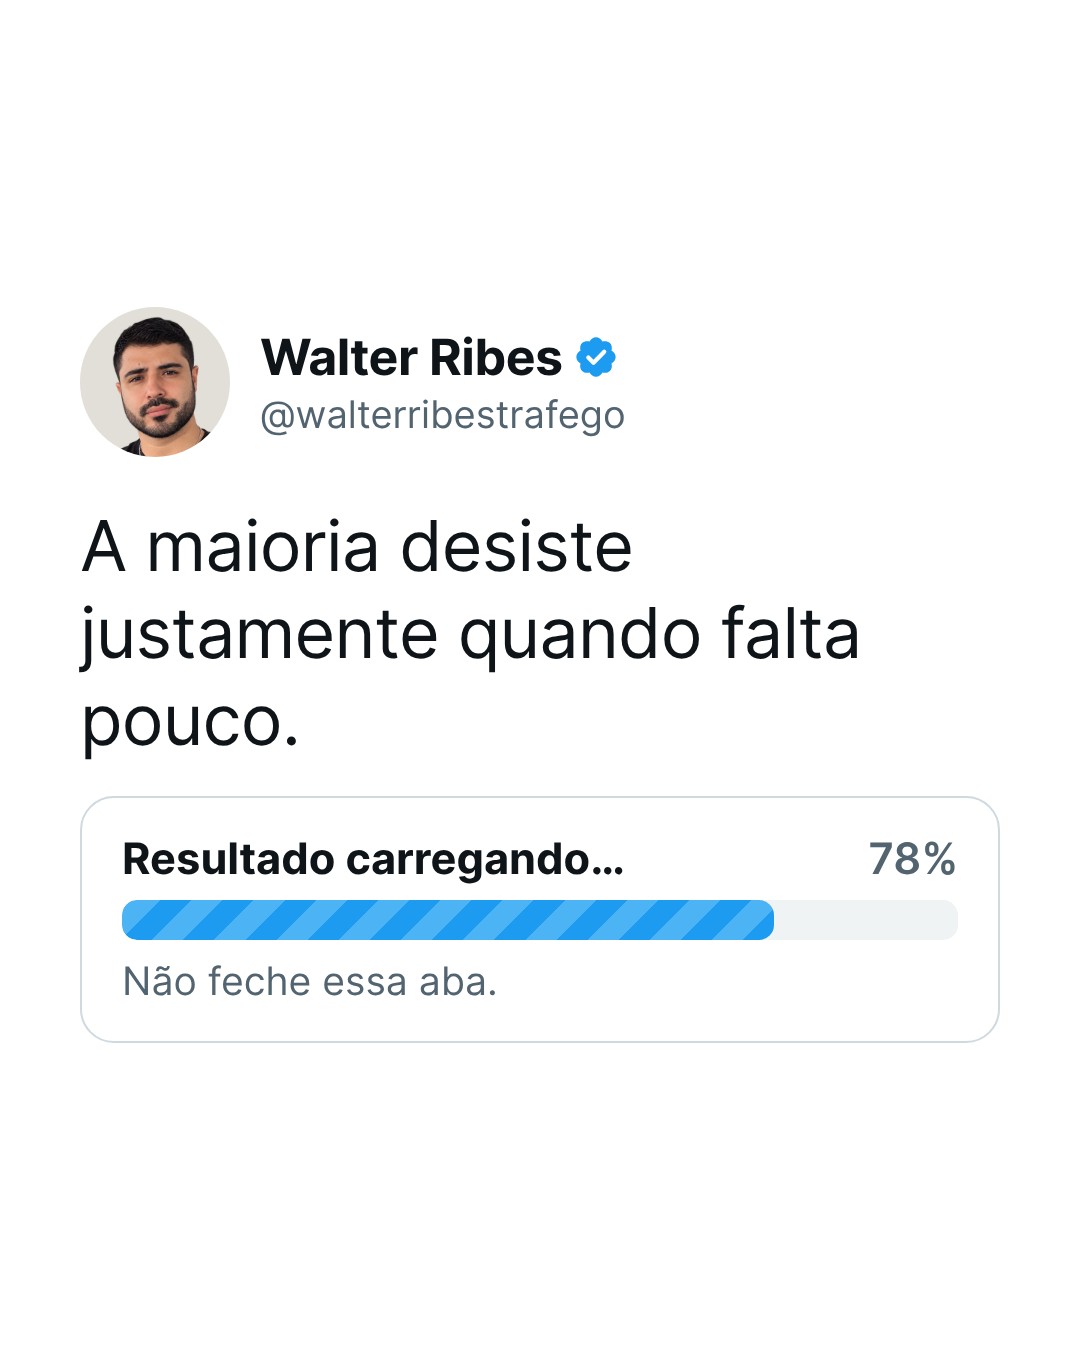 Walter Ribes
@walterribestrafego
A maioria desiste
justamente quando falta
pouco.
Resultado carregando... 78%
Não feche essa aba.